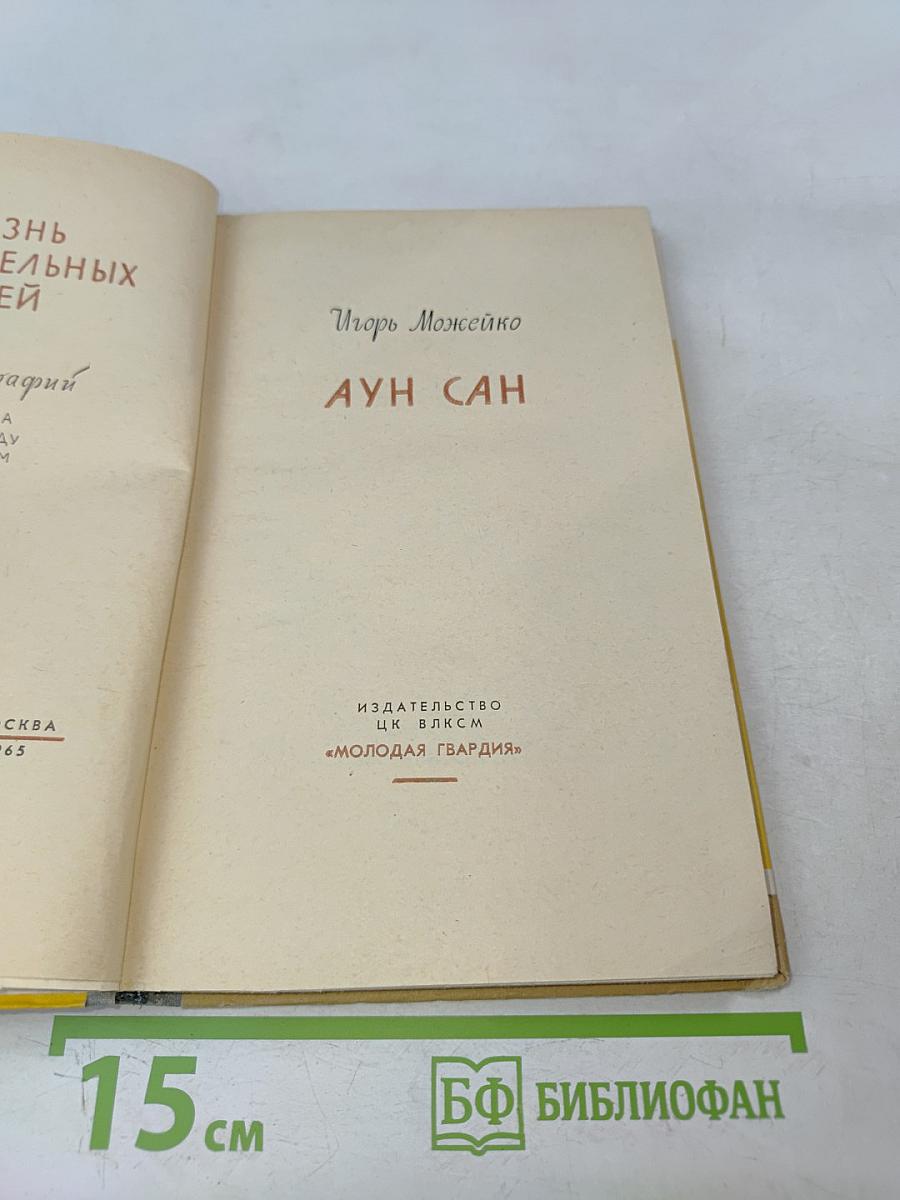 ЗНЬ
ЕЛЬНЫХ
ЕЙ
рафий
А
ДУ
М
ОСКВА
965
Игорь Можейко
АУН САН
ИЗДАТЕЛЬСТВО
ЦК ВЛКСМ
«МОЛОДАЯ ГВАРДИЯ»
15 см
БФ БИБЛИОФАН